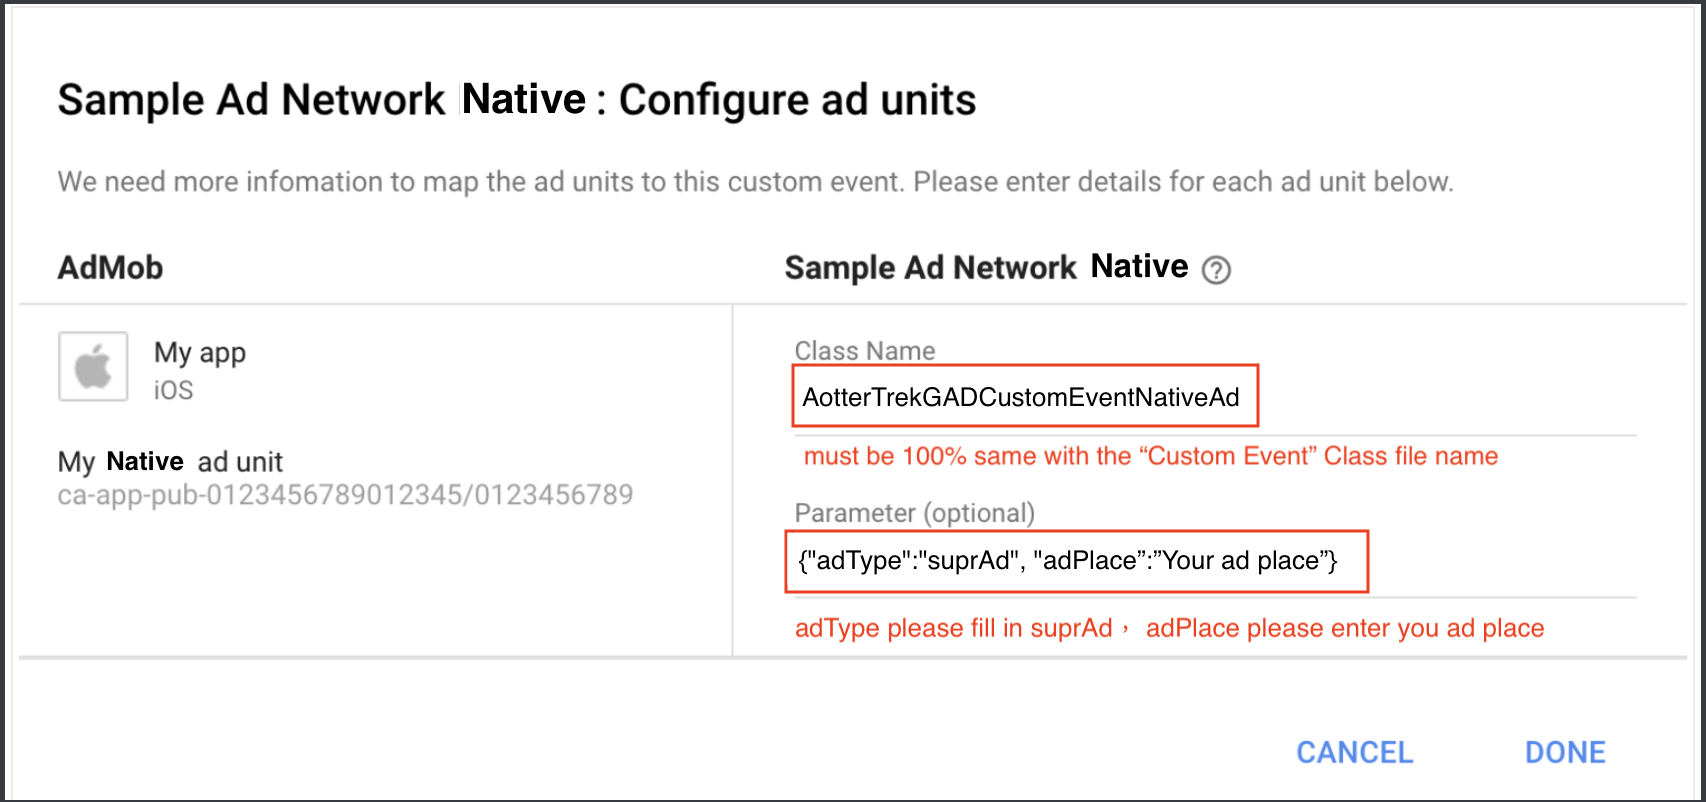 Sample Ad Network Native : Configure ad units
We need more infomation to map the ad units to this custom event. Please enter details for each ad unit below.
AdMob
Sample Ad Network Native ?
My app
iOS
My Native ad unit
ca-app-pub-0123456789012345/0123456789
Class Name
AotterTrekGADCustomEventNativeAd
must be 100% same with the “Custom Event” Class file name
Parameter (optional)
{"adType":"suprAd", "adPlace”:”Your ad place”}
adType please fill in suprAd， adPlace please enter you ad place
CANCEL DONE